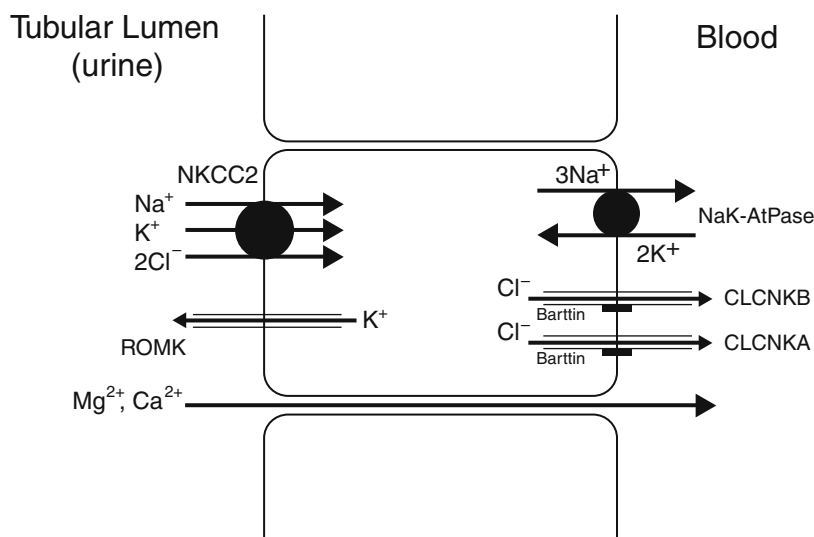 Tubular Lumen
(urine)
Blood
NKCC2
Na⁺
K⁺
2Cl⁻
3Na⁺
NaK-AtPase
2K⁺
Cl⁻
CLCNKB
Barttin
K⁺
ROMK
Cl⁻
CLCNKA
Barttin
Mg²⁺, Ca²⁺